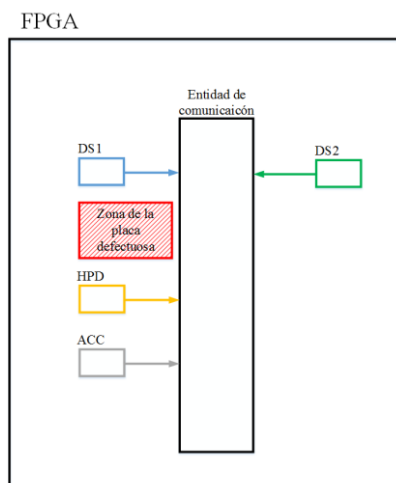 FPGA
Entidad de
comunicaicón
DS1
DS2
Zona de la
placa
defectuosa
HPD
ACC